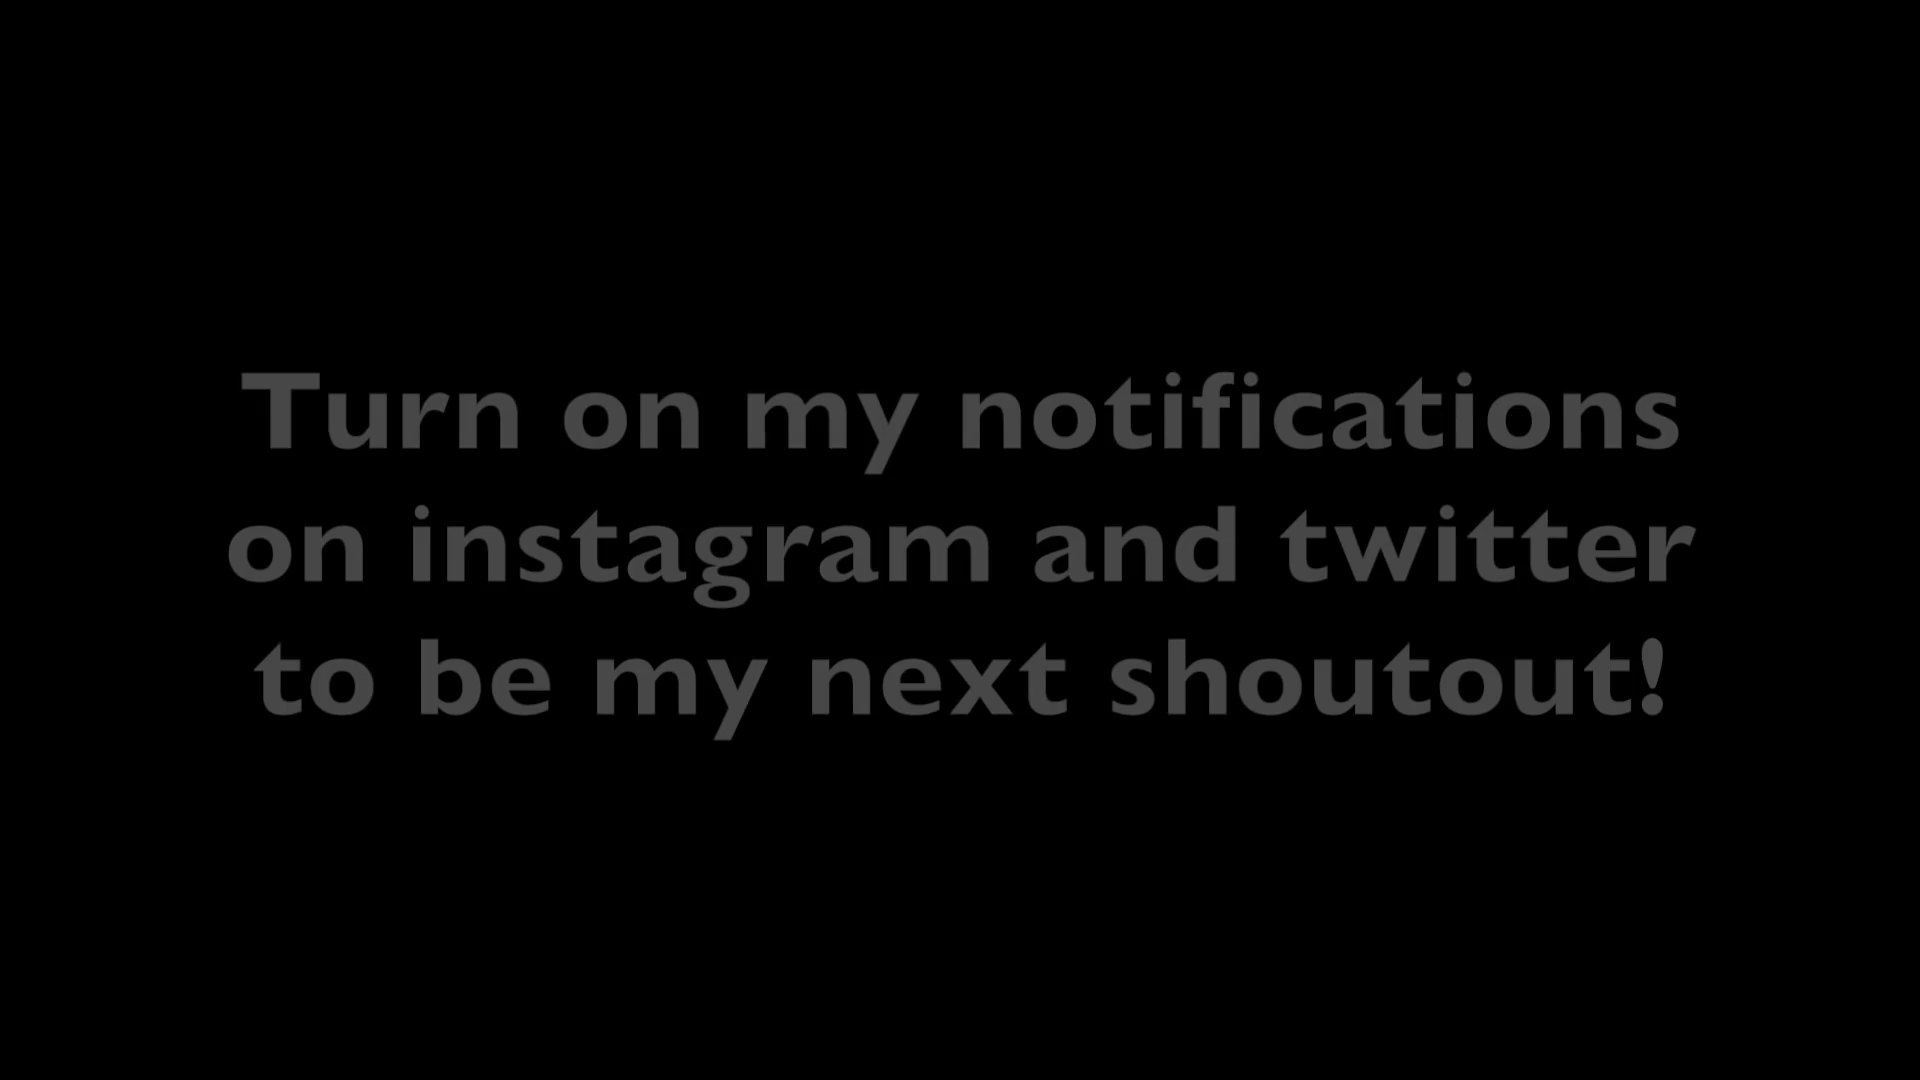 Turn on my notifications
on instagram and twitter
to be my next shoutout!